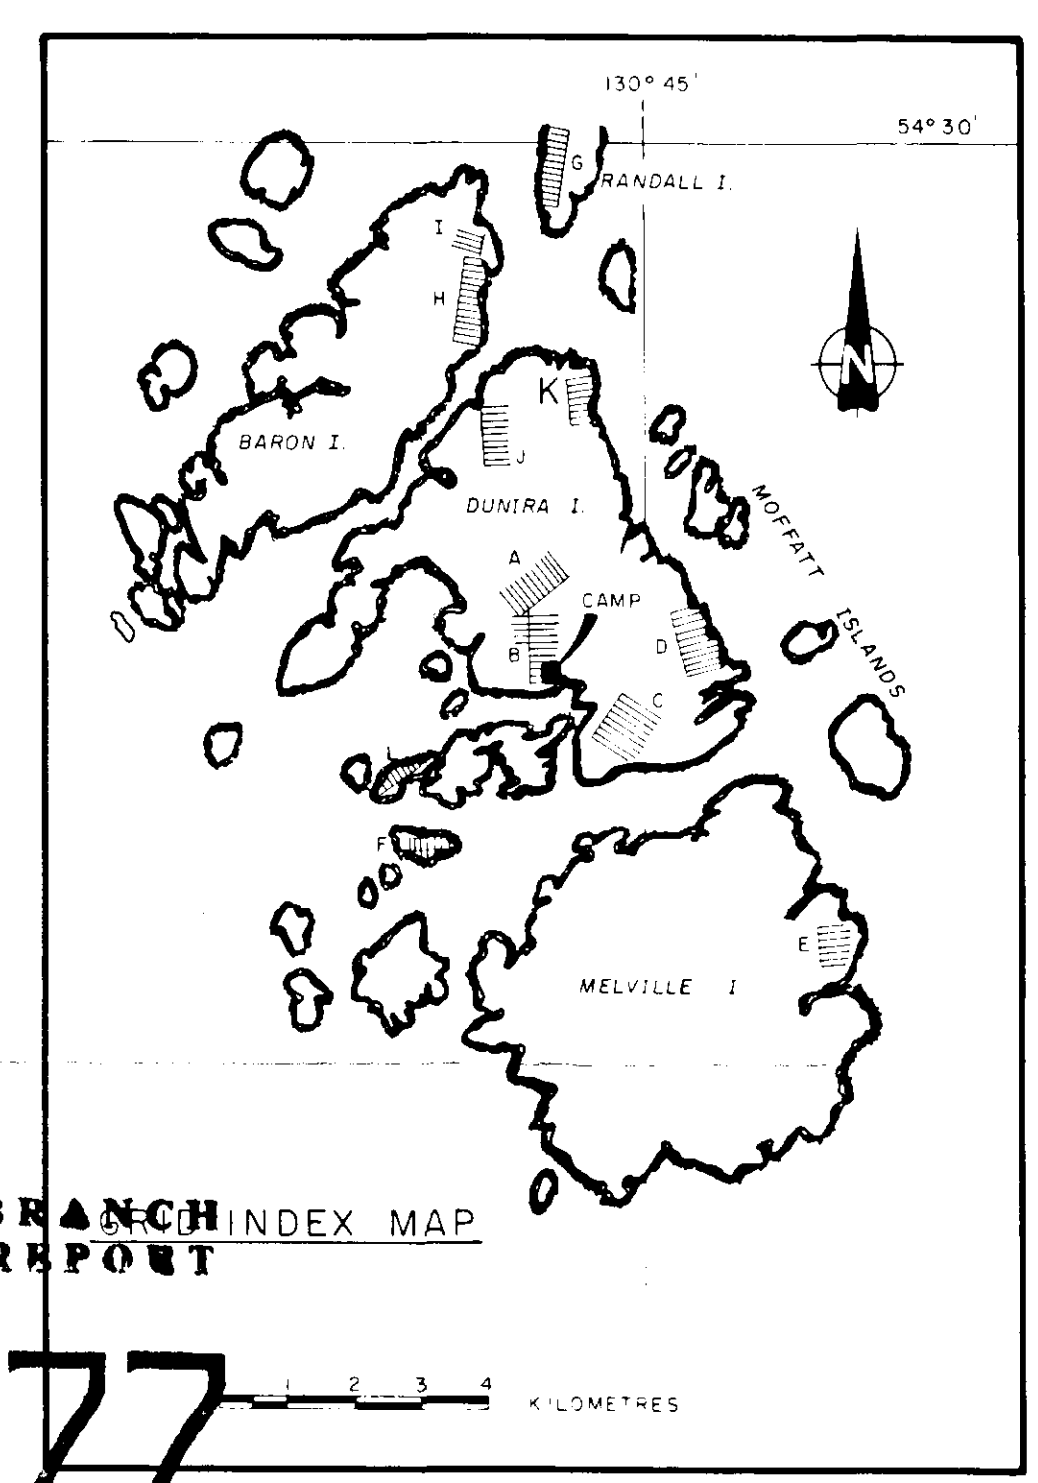 130° 45'
54° 30'
G
RANDALL I.
I
H
N
K
BARON I.
J
DUNIRA I.
MOFFATT ISLANDS
A
CAMP
B
D
C
L
F
E
MELVILLE I
BRANCH
GRID INDEX MAP
REPORT
77
1 2 3 4
KILOMETRES